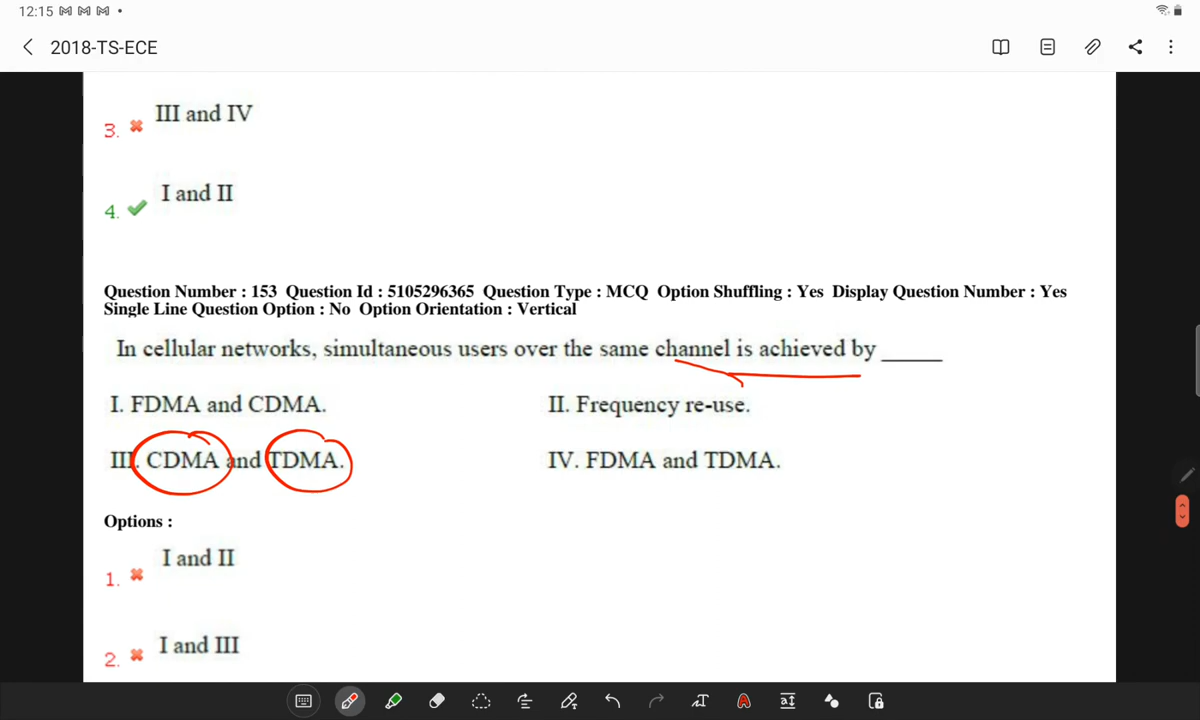 12:15
2018-TS-ECE
III and IV
3.
I and II
4.
Question Number : 153 Question Id : 5105296365 Question Type : MCQ Option Shuffling : Yes Display Question Number : Yes
Single Line Question Option : No Option Orientation : Vertical
In cellular networks, simultaneous users over the same channel is achieved by _____
I. FDMA and CDMA. II. Frequency re-use.
III. CDMA and TDMA. IV. FDMA and TDMA.
Options :
I and II
1.
I and III
2.